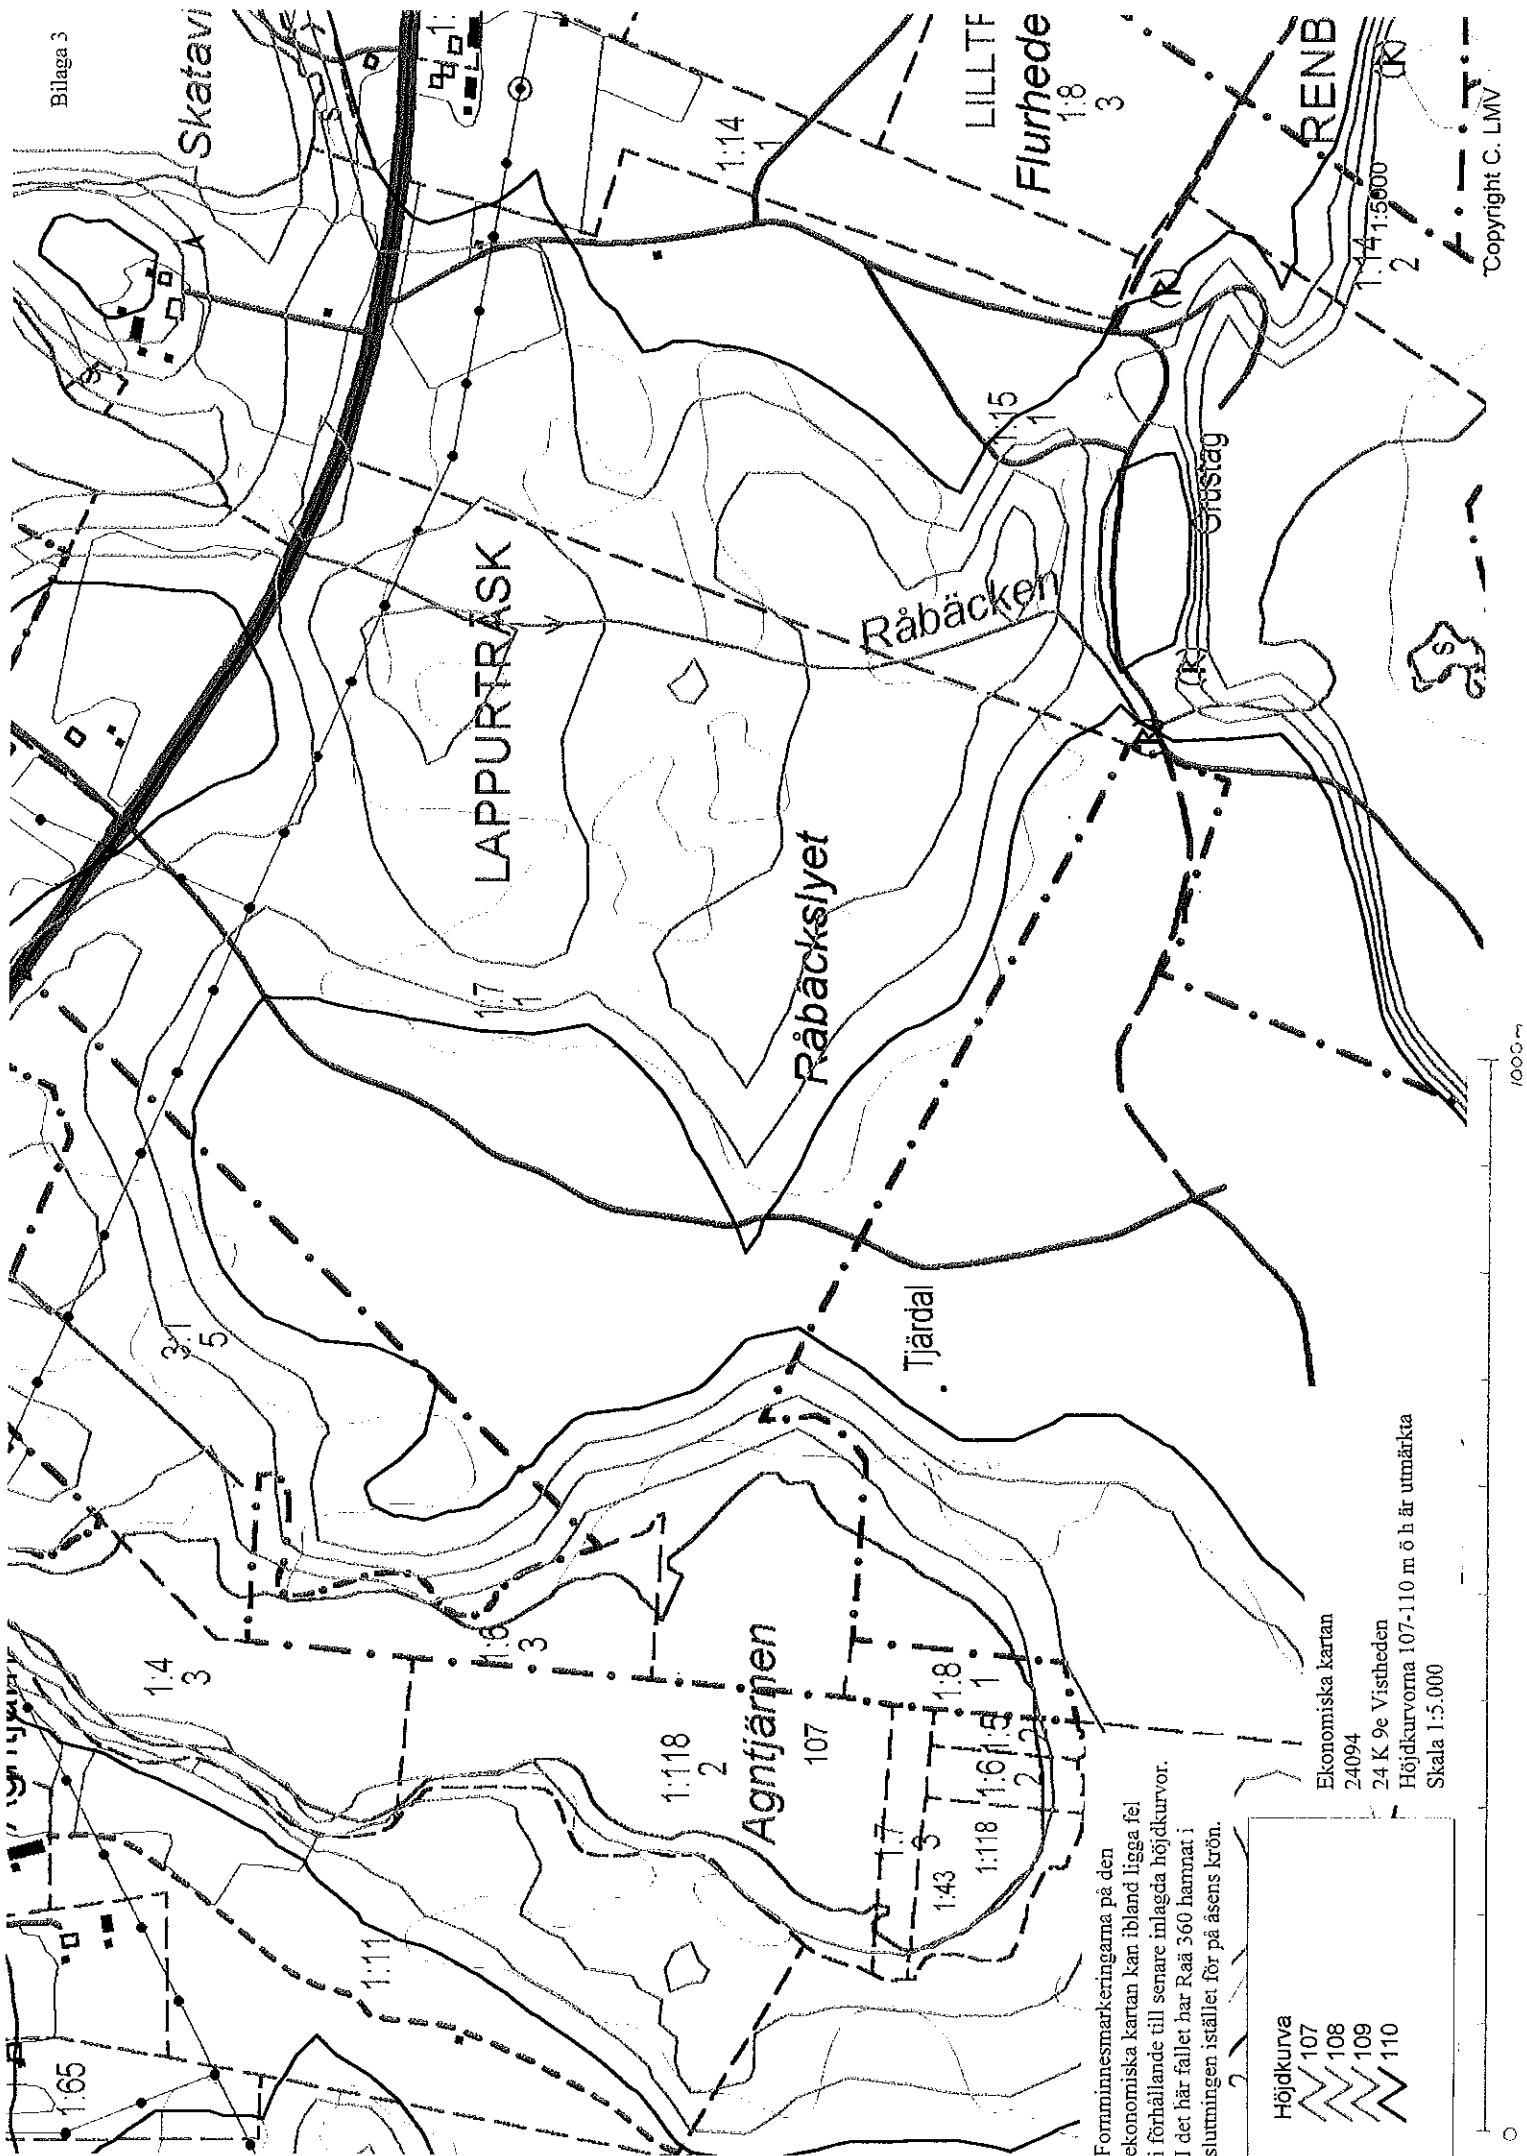 Bilaga 3
Skatavi
LAPPURTRÄSK
Råbäcken
Råbäckslyet
1:7
1
3:1
5
1:14
1
LILLTF
Flurhede
1:8
3
1:15
1
RENB
Grustag
(K)
(R)
(K)
(R)
S
S
S
1:14
2
1:5000
Copyright C. LMV
Tjärdal
1:4
3
1:6
3
1:118
2
Agntjärnen
107
1:8
1
1:7
3
1:43
1:118
1:6
2
1:5
2
1:11
1:65
Fornminnesmarkeringarna på den
ekonomiska kartan kan ibland ligga fel
i förhållande till senare inlagda höjdkurvor.
I det här fallet har Raä 360 hamnat i
slutningen istället för på åsens krön.
Ekonomiska kartan
24094
24 K 9e Vistheden
Höjdkurvorna 107-110 m ö h är utmärkta
Skala 1:5.000
Höjdkurva
107
108
109
110
0
1000 m